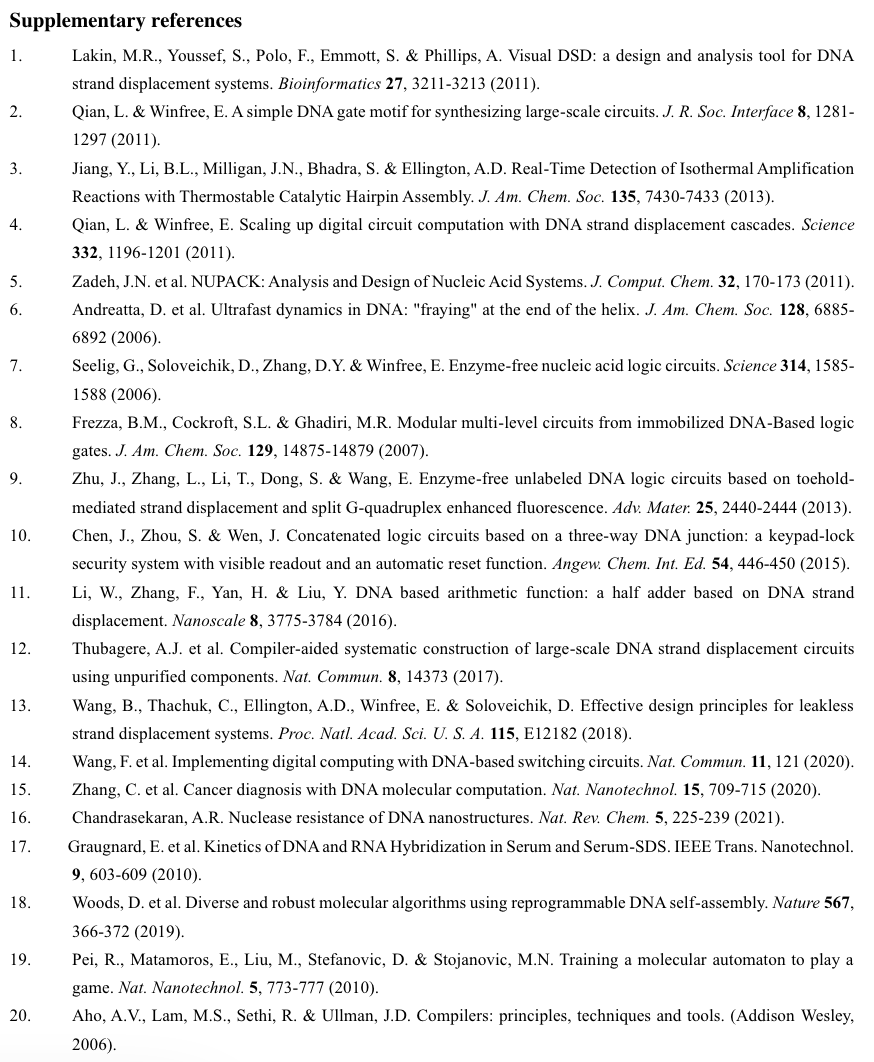 Supplementary references
1. Lakin, M.R., Youssef, S., Polo, F., Emmott, S. & Phillips, A. Visual DSD: a design and analysis tool for DNA
strand displacement systems. Bioinformatics 27, 3211-3213 (2011).
2. Qian, L. & Winfree, E. A simple DNA gate motif for synthesizing large-scale circuits. J. R. Soc. Interface 8, 1281-
1297 (2011).
3. Jiang, Y., Li, B.L., Milligan, J.N., Bhadra, S. & Ellington, A.D. Real-Time Detection of Isothermal Amplification
Reactions with Thermostable Catalytic Hairpin Assembly. J. Am. Chem. Soc. 135, 7430-7433 (2013).
4. Qian, L. & Winfree, E. Scaling up digital circuit computation with DNA strand displacement cascades. Science
332, 1196-1201 (2011).
5. Zadeh, J.N. et al. NUPACK: Analysis and Design of Nucleic Acid Systems. J. Comput. Chem. 32, 170-173 (2011).
6. Andreatta, D. et al. Ultrafast dynamics in DNA: "fraying" at the end of the helix. J. Am. Chem. Soc. 128, 6885-
6892 (2006).
7. Seelig, G., Soloveichik, D., Zhang, D.Y. & Winfree, E. Enzyme-free nucleic acid logic circuits. Science 314, 1585-
1588 (2006).
8. Frezza, B.M., Cockroft, S.L. & Ghadiri, M.R. Modular multi-level circuits from immobilized DNA-Based logic
gates. J. Am. Chem. Soc. 129, 14875-14879 (2007).
9. Zhu, J., Zhang, L., Li, T., Dong, S. & Wang, E. Enzyme-free unlabeled DNA logic circuits based on toehold-
mediated strand displacement and split G-quadruplex enhanced fluorescence. Adv. Mater. 25, 2440-2444 (2013).
10. Chen, J., Zhou, S. & Wen, J. Concatenated logic circuits based on a three-way DNA junction: a keypad-lock
security system with visible readout and an automatic reset function. Angew. Chem. Int. Ed. 54, 446-450 (2015).
11. Li, W., Zhang, F., Yan, H. & Liu, Y. DNA based arithmetic function: a half adder based on DNA strand
displacement. Nanoscale 8, 3775-3784 (2016).
12. Thubagere, A.J. et al. Compiler-aided systematic construction of large-scale DNA strand displacement circuits
using unpurified components. Nat. Commun. 8, 14373 (2017).
13. Wang, B., Thachuk, C., Ellington, A.D., Winfree, E. & Soloveichik, D. Effective design principles for leakless
strand displacement systems. Proc. Natl. Acad. Sci. U. S. A. 115, E12182 (2018).
14. Wang, F. et al. Implementing digital computing with DNA-based switching circuits. Nat. Commun. 11, 121 (2020).
15. Zhang, C. et al. Cancer diagnosis with DNA molecular computation. Nat. Nanotechnol. 15, 709-715 (2020).
16. Chandrasekaran, A.R. Nuclease resistance of DNA nanostructures. Nat. Rev. Chem. 5, 225-239 (2021).
17. Graugnard, E. et al. Kinetics of DNA and RNA Hybridization in Serum and Serum-SDS. IEEE Trans. Nanotechnol.
9, 603-609 (2010).
18. Woods, D. et al. Diverse and robust molecular algorithms using reprogrammable DNA self-assembly. Nature 567,
366-372 (2019).
19. Pei, R., Matamoros, E., Liu, M., Stefanovic, D. & Stojanovic, M.N. Training a molecular automaton to play a
game. Nat. Nanotechnol. 5, 773-777 (2010).
20. Aho, A.V., Lam, M.S., Sethi, R. & Ullman, J.D. Compilers: principles, techniques and tools. (Addison Wesley,
2006).